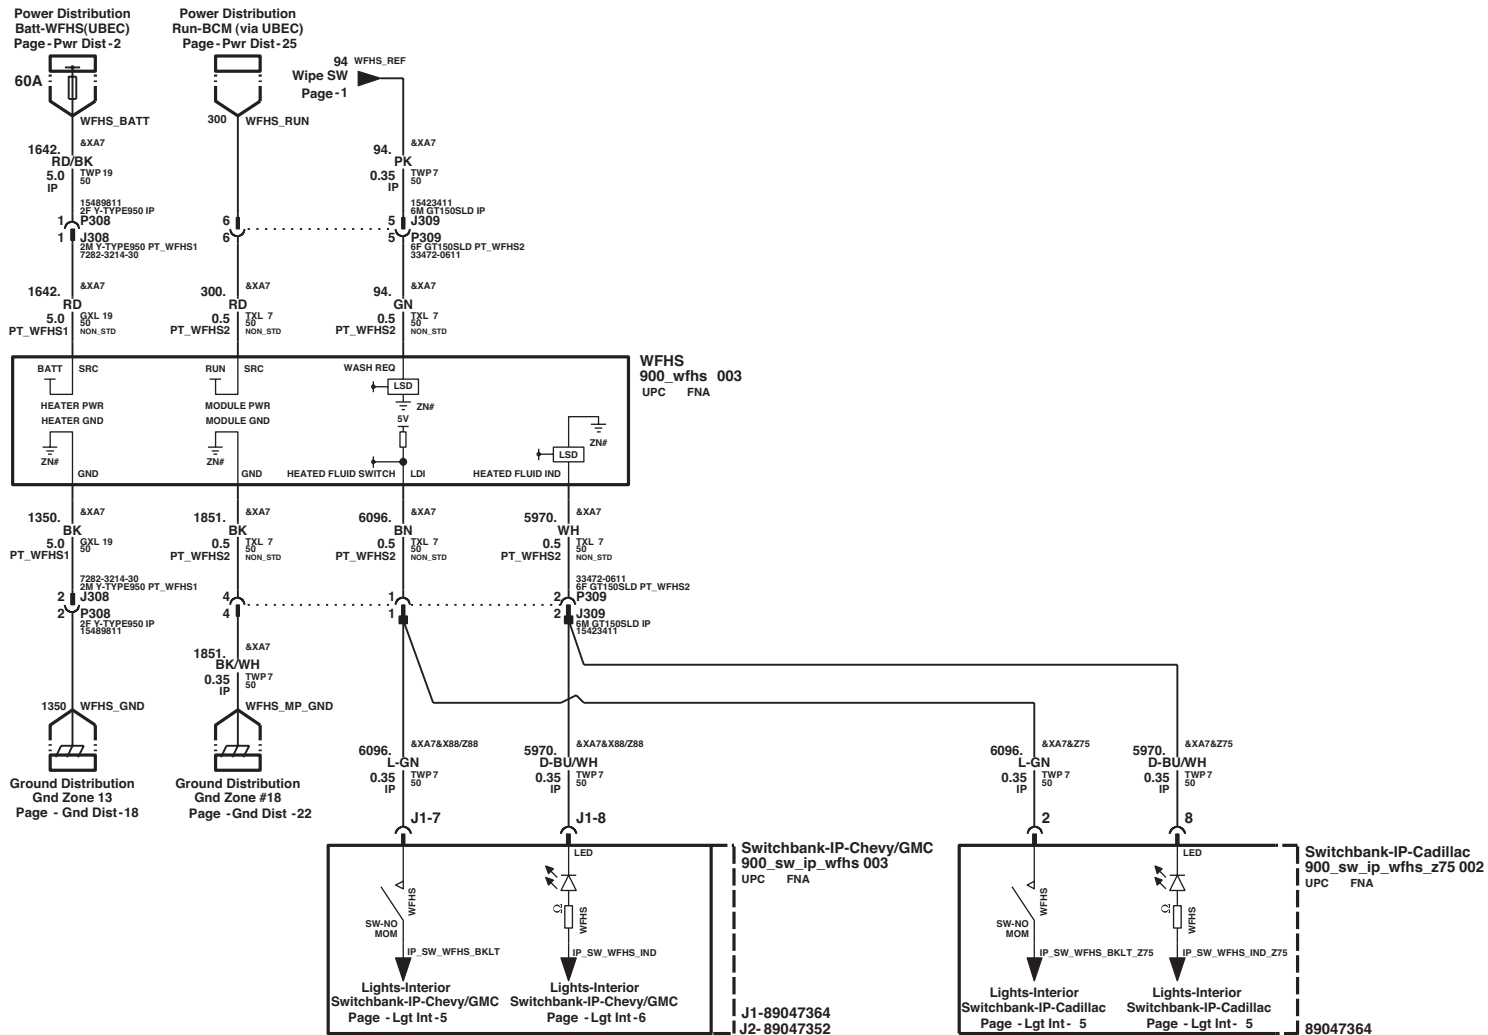 Power Distribution
Batt-WFHS(UBEC)
Page-Pwr Dist-2
60A
WFHS_BATT
Power Distribution
Run-BCM (via UBEC)
Page-Pwr Dist-25
300 WFHS_RUN
94 WFHS_REF
Wipe SW
Page-1
1642. &XA7
RD/BK
5.0 TWP 19
IP 50
15489811
2F Y-TYPE950 IP
1 P308
1 J308
2M Y-TYPE950 PT_WFHS1
7282-3214-30
6
6
94. &XA7
PK
0.35 TWP 7
IP 50
15423411
6M GT150SLD IP
5 J309
5 P309
6F GT150SLD PT_WFHS2
33472-0611
1642. &XA7
RD
5.0 GXL 19
50
PT_WFHS1 NON_STD
300. &XA7
RD
0.5 TXL 7
50
PT_WFHS2 NON_STD
94. &XA7
GN
0.5 TXL 7
50
PT_WFHS2 NON_STD
WFHS
900_wfhs 003
UPC FNA
BATT SRC
HEATER PWR
HEATER GND
ZN#
GND
RUN SRC
MODULE PWR
MODULE GND
ZN#
GND
WASH REQ
LSD
ZN#
5V
HEATED FLUID SWITCH LDI
ZN#
LSD
HEATED FLUID IND
1350. &XA7
BK
5.0 GXL 19
PT_WFHS1 50
1851. &XA7
BK
0.5 TXL 7
50
PT_WFHS2 NON_STD
6096. &XA7
BN
0.5 TXL 7
50
PT_WFHS2 NON_STD
5970. &XA7
WH
0.5 TXL 7
50
PT_WFHS2 NON_STD
7282-3214-30
2M Y-TYPE950 PT_WFHS1
2 J308
2 P308
2F Y-TYPE950 IP
15489811
4
4
1
1
33472-0611
6F GT150SLD PT_WFHS2
2 P309
2 J309
6M GT150SLD IP
15423411
1851. &XA7
BK/WH
0.35 TWP 7
IP 50
1350 WFHS_GND
Ground Distribution
Gnd Zone 13
Page - Gnd Dist-18
WFHS_MP_GND
Ground Distribution
Gnd Zone #18
Page -Gnd Dist -22
6096. &XA7&X88/Z88
L-GN
0.35 TWP 7
IP 50
J1-7
5970. &XA7&X88/Z88
D-BU/WH
0.35 TWP 7
IP 50
J1-8
6096. &XA7&Z75
L-GN
0.35 TWP 7
IP 50
2
5970. &XA7&Z75
D-BU/WH
0.35 TWP 7
IP 50
8
Switchbank-IP-Chevy/GMC
900_sw_ip_wfhs 003
UPC FNA
WFHS
SW-NO
MOM
IP_SW_WFHS_BKLT
Lights-Interior
Switchbank-IP-Chevy/GMC
Page - Lgt Int-5
LED
Ω
WFHS
IP_SW_WFHS_IND
Lights-Interior
Switchbank-IP-Chevy/GMC
Page - Lgt Int-6
J1-89047364
J2- 89047352
Switchbank-IP-Cadillac
900_sw_ip_wfhs_z75 002
UPC FNA
WFHS
SW-NO
MOM
IP_SW_WFHS_BKLT_Z75
Lights-Interior
Switchbank-IP-Cadillac
Page - Lgt Int- 5
LED
Ω
WFHS
IP_SW_WFHS_IND_Z75
Lights-Interior
Switchbank-IP-Cadillac
Page - Lgt Int- 5
89047364